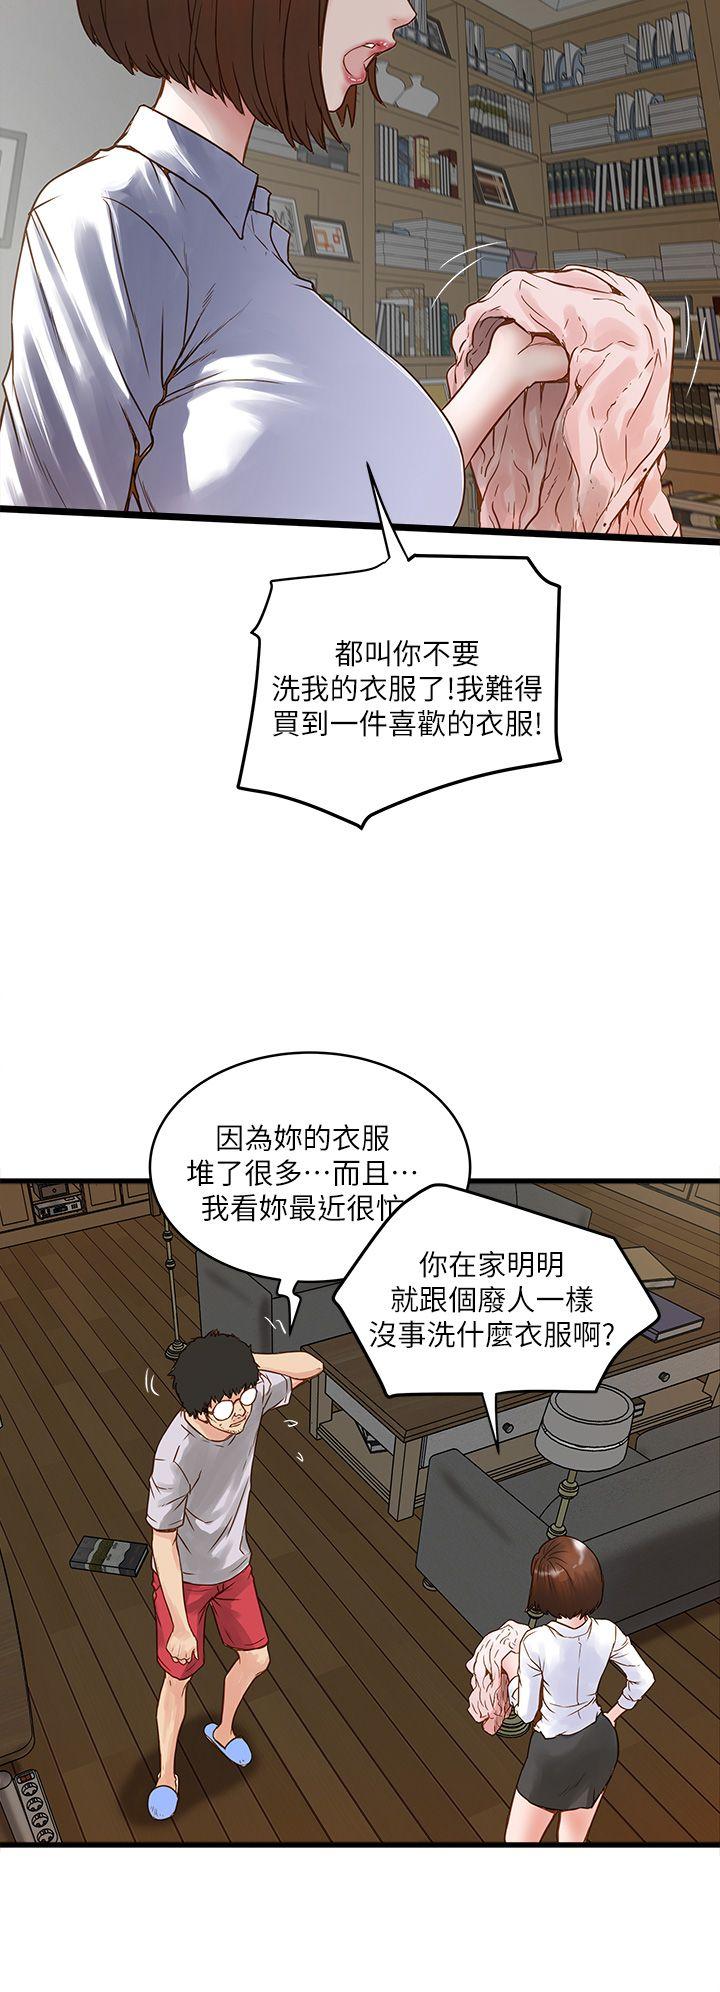 都叫你不要
洗我的衣服了!我難得
買到一件喜歡的衣服!
因為妳的衣服
堆了很多…而且…
我看妳最近很忙
你在家明明
就跟個廢人一樣
沒事洗什麼衣服啊?